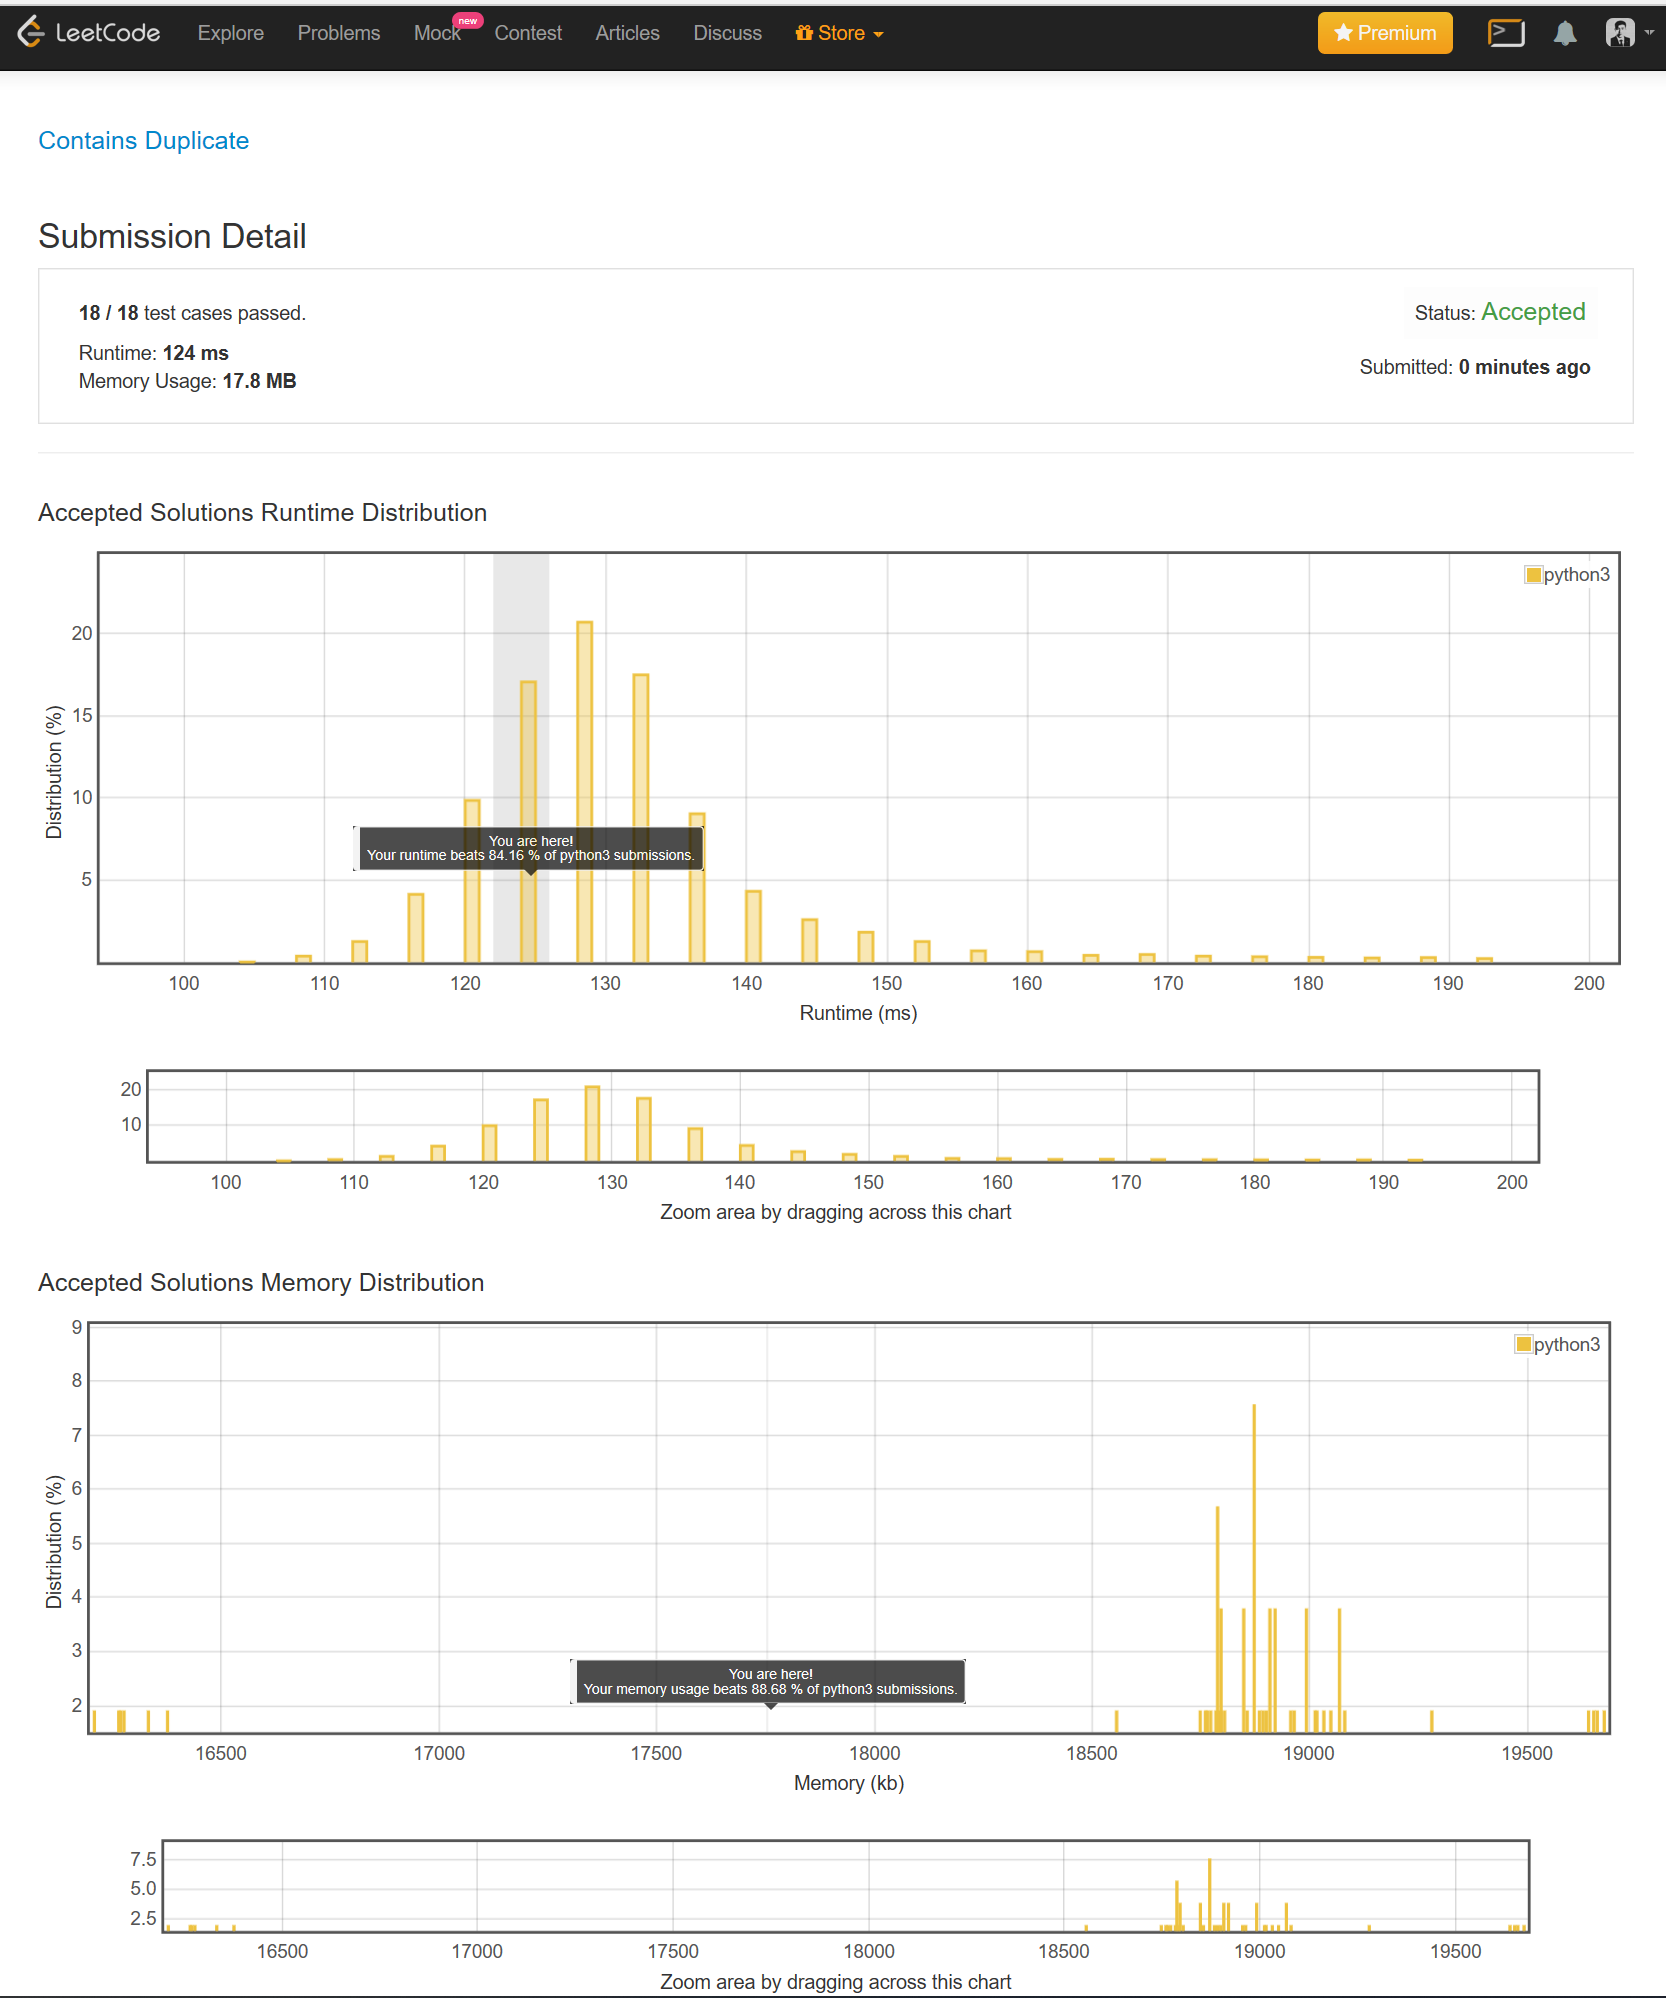 LeetCode Explore Problems Mock new Contest Articles Discuss Store Premium
Contains Duplicate
Submission Detail
18 / 18 test cases passed.
Status: Accepted
Runtime: 124 ms
Submitted: 0 minutes ago
Memory Usage: 17.8 MB
Accepted Solutions Runtime Distribution
python3
Distribution (%)
20
15
10
5
You are here!
Your runtime beats 84.16 % of python3 submissions.
100 110 120 130 140 150 160 170 180 190 200
Runtime (ms)
20
10
100 110 120 130 140 150 160 170 180 190 200
Zoom area by dragging across this chart
Accepted Solutions Memory Distribution
python3
Distribution (%)
9
8
7
6
5
4
3
2
You are here!
Your memory usage beats 88.68 % of python3 submissions.
16500 17000 17500 18000 18500 19000 19500
Memory (kb)
7.5
5.0
2.5
16500 17000 17500 18000 18500 19000 19500
Zoom area by dragging across this chart